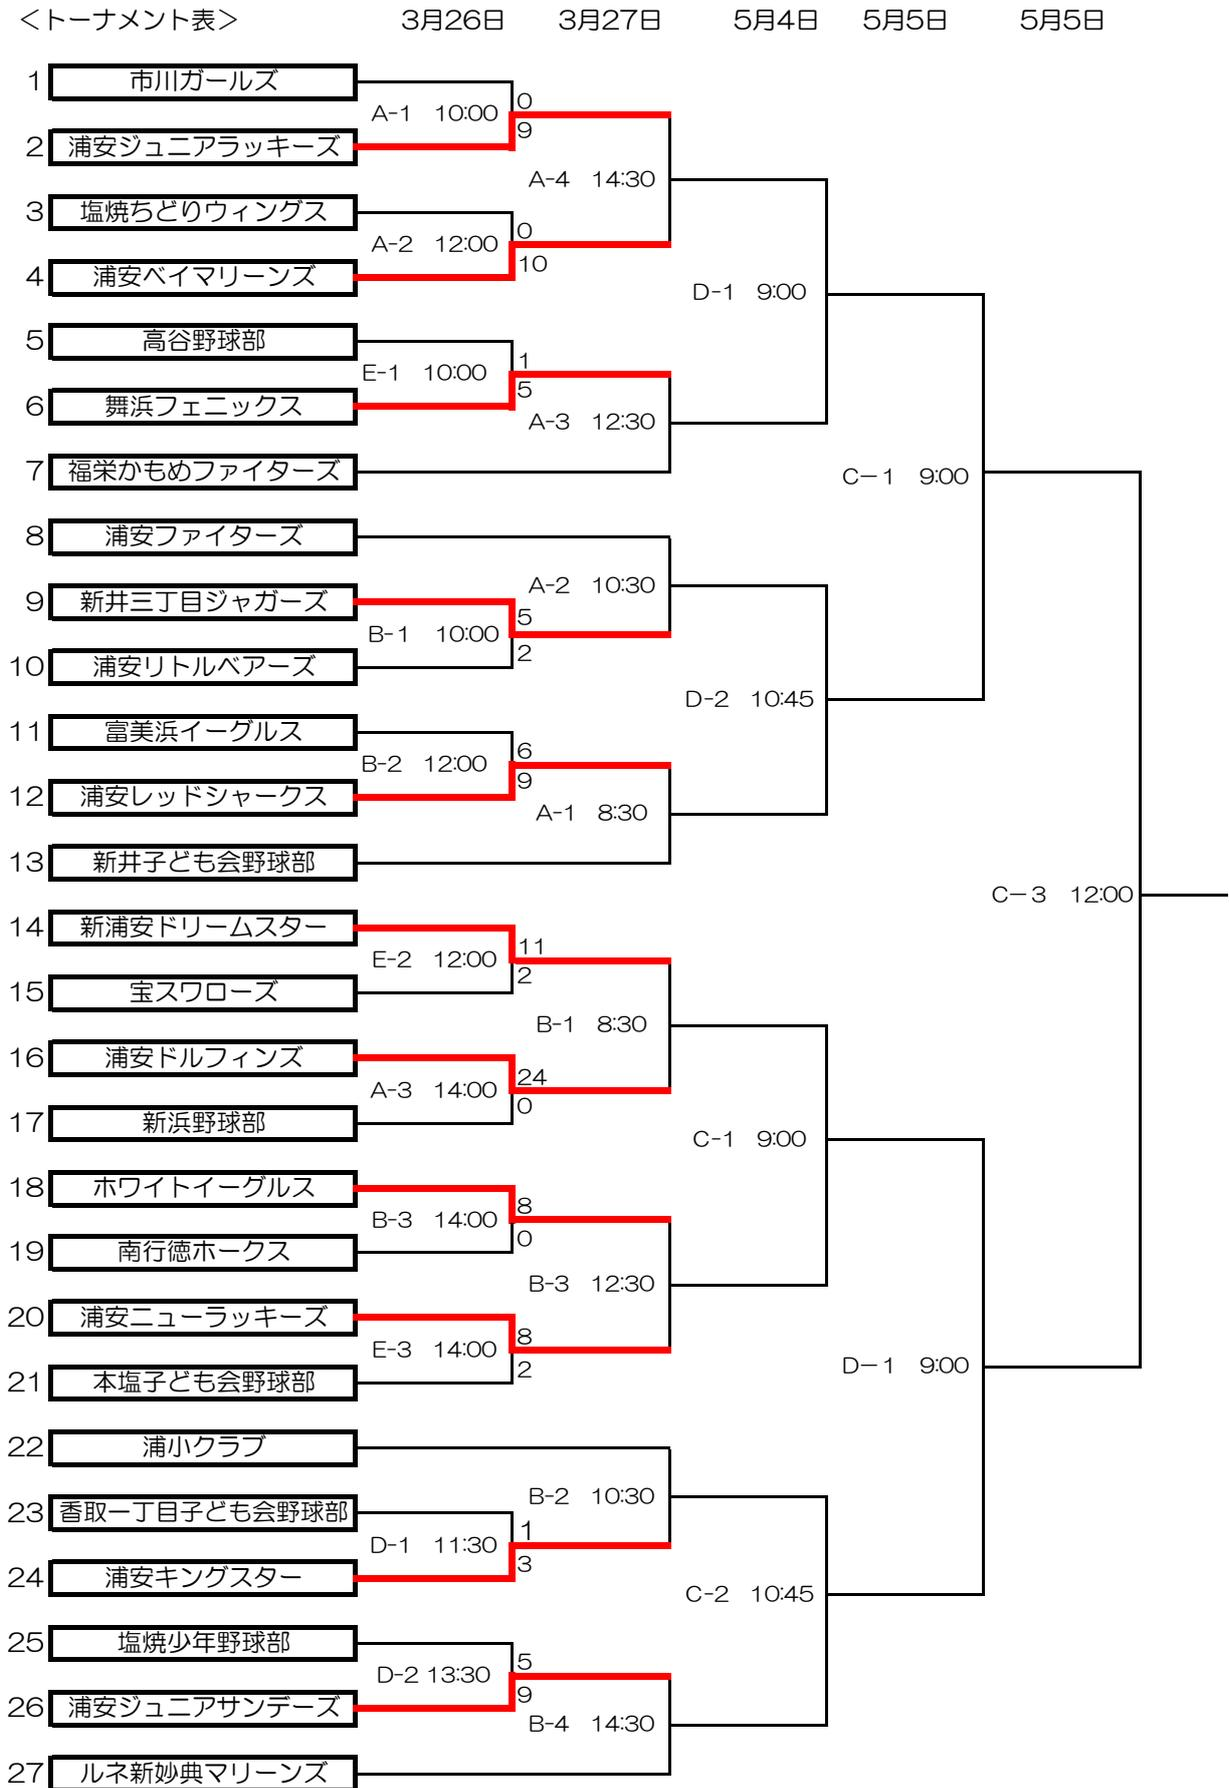 ＜トーナメント表＞ 3月26日 3月27日 5月4日 5月5日 5月5日
1 市川ガールズ
A-1 10:00 0
9
2 浦安ジュニアラッキーズ
A-4 14:30
3 塩焼ちどりウィングス
A-2 12:00 0
10
4 浦安ベイマリーンズ
D-1 9:00
5 高谷野球部
E-1 10:00 1
5
6 舞浜フェニックス
A-3 12:30
7 福栄かもめファイターズ
C－1 9:00
8 浦安ファイターズ
A-2 10:30
9 新井三丁目ジャガーズ
5
B-1 10:00
2
10 浦安リトルベアーズ
D-2 10:45
11 富美浜イーグルス
6
B-2 12:00
9
12 浦安レッドシャークス
A-1 8:30
13 新井子ども会野球部
C－3 12:00
14 新浦安ドリームスター
11
E-2 12:00
2
15 宝スワローズ
B-1 8:30
16 浦安ドルフィンズ
24
A-3 14:00
0
17 新浜野球部
C-1 9:00
18 ホワイトイーグルス
8
B-3 14:00
0
19 南行徳ホークス
B-3 12:30
20 浦安ニューラッキーズ
8
E-3 14:00
2
D－1 9:00
21 本塩子ども会野球部
22 浦小クラブ
B-2 10:30
23 香取一丁目子ども会野球部
1
D-1 11:30
3
24 浦安キングスター
C-2 10:45
25 塩焼少年野球部
5
D-2 13:30
9
26 浦安ジュニアサンデーズ
B-4 14:30
27 ルネ新妙典マリーンズ